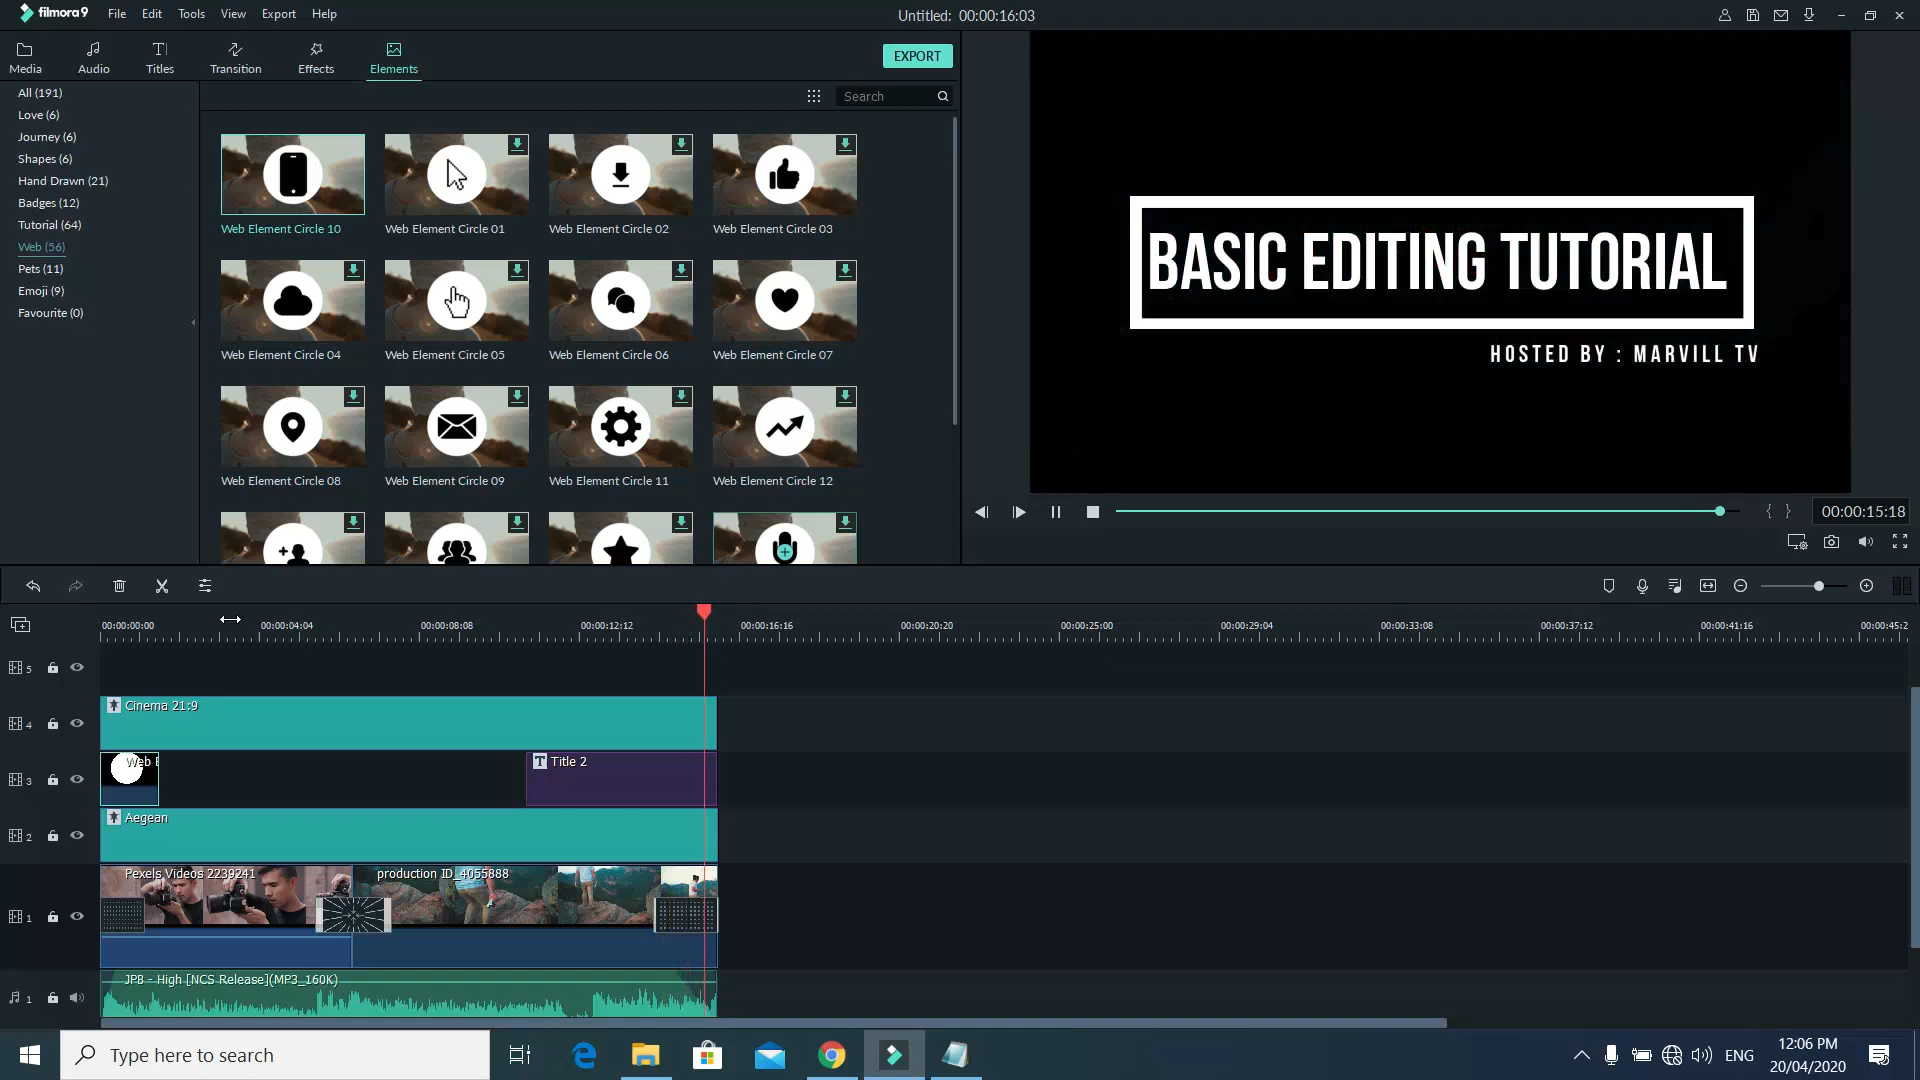 filmora9 File Edit Tools View Export Help Untitled: 00:00:16:03
Media Audio Titles Transition Effects Elements EXPORT
All (191)
Love (6)
Journey (6)
Shapes (6)
Hand Drawn (21)
Badges (12)
Tutorial (64)
Web (56)
Pets (11)
Emoji (9)
Favourite (0)
Search
Web Element Circle 10 Web Element Circle 01 Web Element Circle 02 Web Element Circle 03
Web Element Circle 04 Web Element Circle 05 Web Element Circle 06 Web Element Circle 07
Web Element Circle 08 Web Element Circle 09 Web Element Circle 11 Web Element Circle 12
BASIC EDITING TUTORIAL
HOSTED BY : MARVILL TV
00:00:15:18
00:00:00:00 00:00:04:04 00:00:08:08 00:00:12:12 00:00:16:16 00:00:20:20 00:00:25:00 00:00:29:04 00:00:33:08 00:00:37:12 00:00:41:16 00:00:45:2
5
4 Cinema 21:9
3 Web E T Title 2
2 Aegean
1 Pexels Videos 2239241 production ID_4055888
1 JPB - High [NCS Release](MP3_160K)
Type here to search
ENG 12:06 PM
20/04/2020